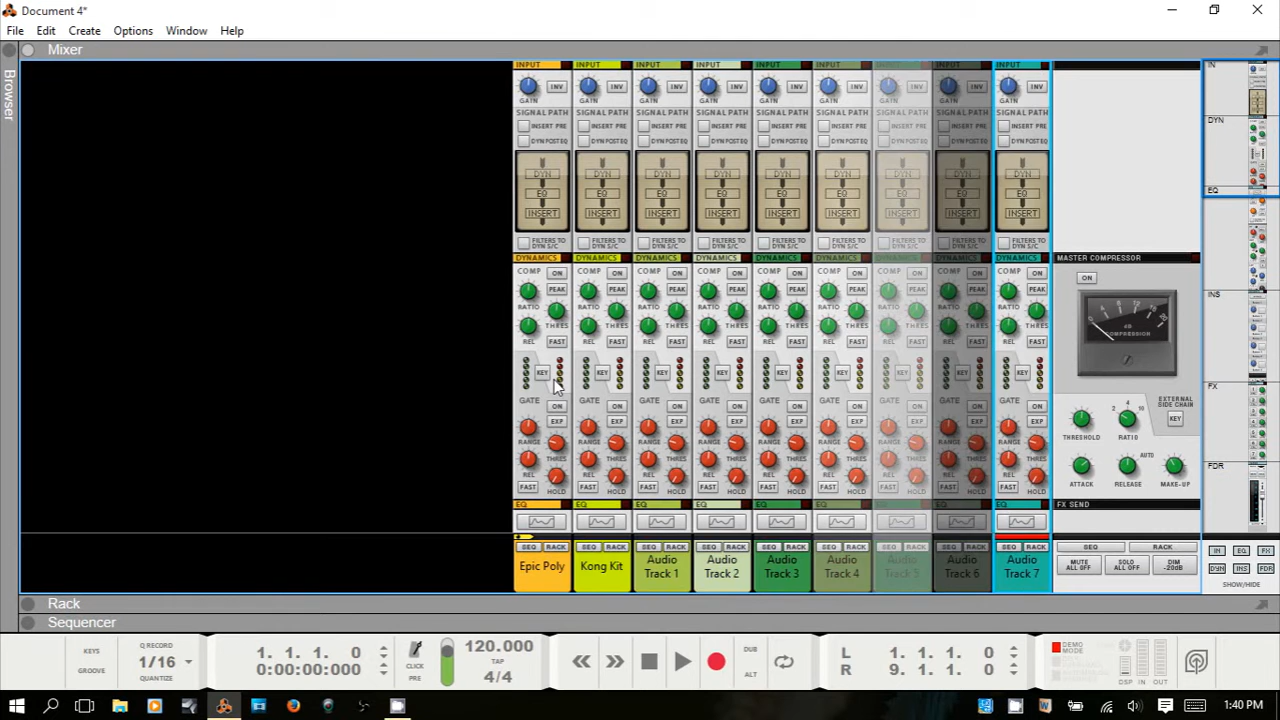 Document 4*
File Edit Create Options Window Help
Mixer
Browser
INPUT INPUT INPUT INPUT INPUT INPUT INPUT INPUT INPUT
INV INV INV INV INV INV INV INV INV
GAIN GAIN GAIN GAIN GAIN GAIN GAIN GAIN GAIN
SIGNAL PATH SIGNAL PATH SIGNAL PATH SIGNAL PATH SIGNAL PATH SIGNAL PATH SIGNAL PATH SIGNAL PATH SIGNAL PATH
INSERT PRE INSERT PRE INSERT PRE INSERT PRE INSERT PRE INSERT PRE INSERT PRE INSERT PRE INSERT PRE
DYN POST EQ DYN POST EQ DYN POST EQ DYN POST EQ DYN POST EQ DYN POST EQ DYN POST EQ DYN POST EQ DYN POST EQ
DYN DYN DYN DYN DYN DYN DYN DYN DYN
EQ EQ EQ EQ EQ EQ EQ EQ EQ
INSERT INSERT INSERT INSERT INSERT INSERT INSERT INSERT INSERT
FILTERS TO FILTERS TO FILTERS TO FILTERS TO FILTERS TO FILTERS TO FILTERS TO FILTERS TO FILTERS TO
DYN S/C DYN S/C DYN S/C DYN S/C DYN S/C DYN S/C DYN S/C DYN S/C DYN S/C
DYNAMICS DYNAMICS DYNAMICS DYNAMICS DYNAMICS DYNAMICS DYNAMICS DYNAMICS DYNAMICS
COMP ON COMP ON COMP ON COMP ON COMP ON COMP ON COMP ON COMP ON COMP ON
PEAK PEAK PEAK PEAK PEAK PEAK PEAK PEAK PEAK
RATIO RATIO RATIO RATIO RATIO RATIO RATIO RATIO RATIO
THRES THRES THRES THRES THRES THRES THRES THRES THRES
REL FAST REL FAST REL FAST REL FAST REL FAST REL FAST REL FAST REL FAST REL FAST
KEY KEY KEY KEY KEY KEY KEY KEY KEY
GATE ON GATE ON GATE ON GATE ON GATE ON GATE ON GATE ON GATE ON GATE ON
EXP EXP EXP EXP EXP EXP EXP EXP EXP
RANGE RANGE RANGE RANGE RANGE RANGE RANGE RANGE RANGE
THRES THRES THRES THRES THRES THRES THRES THRES THRES
REL REL REL REL REL REL REL REL REL
FAST HOLD FAST HOLD FAST HOLD FAST HOLD FAST HOLD FAST HOLD FAST HOLD FAST HOLD FAST HOLD
EQ EQ EQ EQ EQ EQ EQ EQ EQ
SEQ RACK SEQ RACK SEQ RACK SEQ RACK SEQ RACK SEQ RACK SEQ RACK SEQ RACK SEQ RACK
Epic Poly
Kong Kit
Audio Track 1
Audio Track 2
Audio Track 3
Audio Track 4
Audio Track 5
Audio Track 6
Audio Track 7
MASTER COMPRESSOR
ON
0 4 8 12 16 20
dB
COMPRESSION
EXTERNAL
SIDE CHAIN
KEY
2 4 10
THRESHOLD RATIO
AUTO
ATTACK RELEASE MAKE-UP
FX SEND
SEQ RACK
MUTE ALL OFF
SOLO ALL OFF
DIM -20dB
IN
DYN
EQ
INS
FX
FDR
IN EQ FX
DYN INS FDR
SHOW/HIDE
Rack
Sequencer
KEYS
GROOVE
Q RECORD
1/16
QUANTIZE
1. 1. 1. 0
0:00:00:000
CLICK
PRE
120.000
TAP
4/4
DUB
ALT
L 1. 1. 1. 0
R 9. 1. 1. 0
DEMO
MODE
DSP IN OUT
1:40 PM